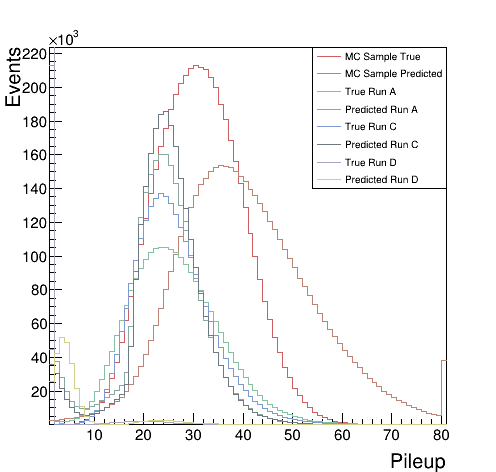 ×10³
Events
220
200
180
160
140
120
100
80
60
40
20
MC Sample True
MC Sample Predicted
True Run A
Predicted Run A
True Run C
Predicted Run C
True Run D
Predicted Run D
10 20 30 40 50 60 70 80
Pileup